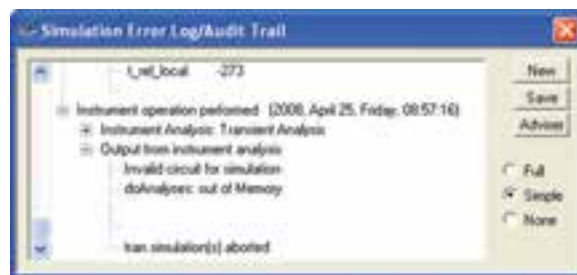 Simulation Error Log/Audit Trail
t_rel_local -273
Instrument operation performed (2008, April 25, Friday, 08:57:16)
Instrument Analysis: Transient Analysis
Output from instrument analysis
Invalid circuit for simulation
doAnalyses: out of Memory
tran simulation(s) aborted
New
Save
Advisor
Full
Simple
None